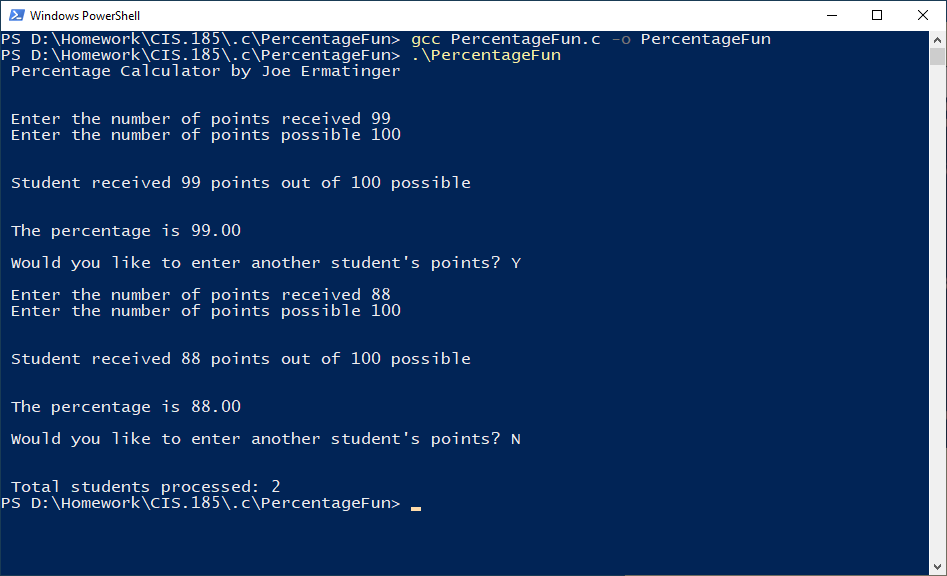 Windows PowerShell
PS D:\Homework\CIS.185\.c\PercentageFun> gcc PercentageFun.c -o PercentageFun
PS D:\Homework\CIS.185\.c\PercentageFun> .\PercentageFun
Percentage Calculator by Joe Ermatinger
Enter the number of points received 99
Enter the number of points possible 100
Student received 99 points out of 100 possible
The percentage is 99.00
Would you like to enter another student's points? Y
Enter the number of points received 88
Enter the number of points possible 100
Student received 88 points out of 100 possible
The percentage is 88.00
Would you like to enter another student's points? N
Total students processed: 2
PS D:\Homework\CIS.185\.c\PercentageFun>